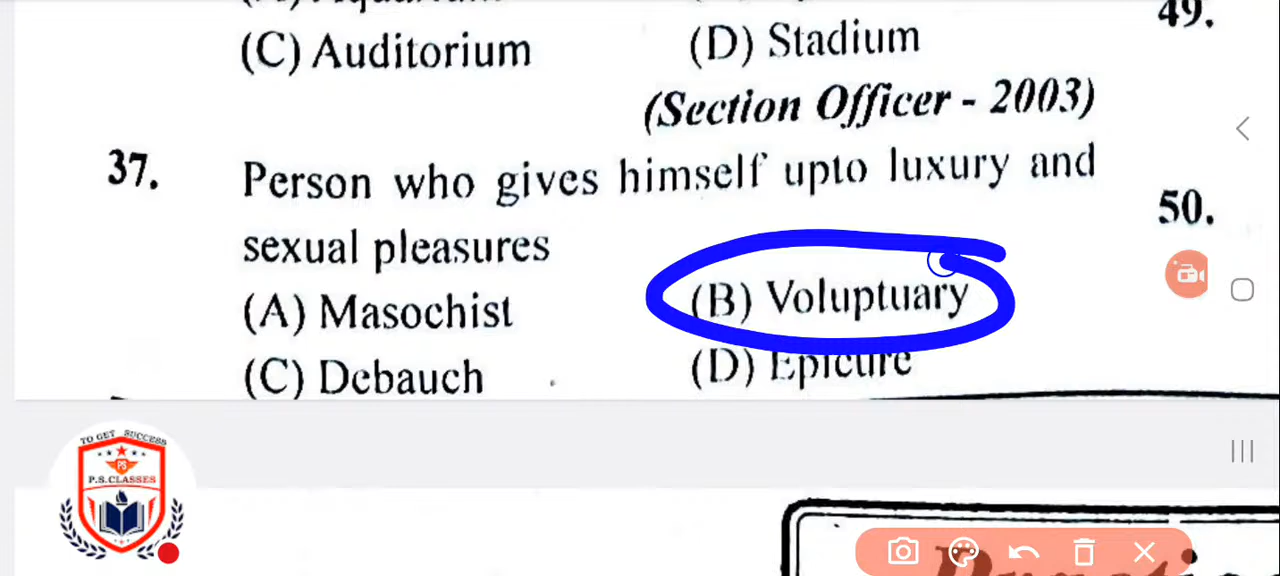 (C) Auditorium
(D) Stadium
49.
(Section Officer - 2003)
37.
Person who gives himself upto luxury and
sexual pleasures
50.
(A) Masochist
(B) Voluptuary
(C) Debauch
(D) Epicure
TO GET SUCCESS
PS
P.S.CLASSES